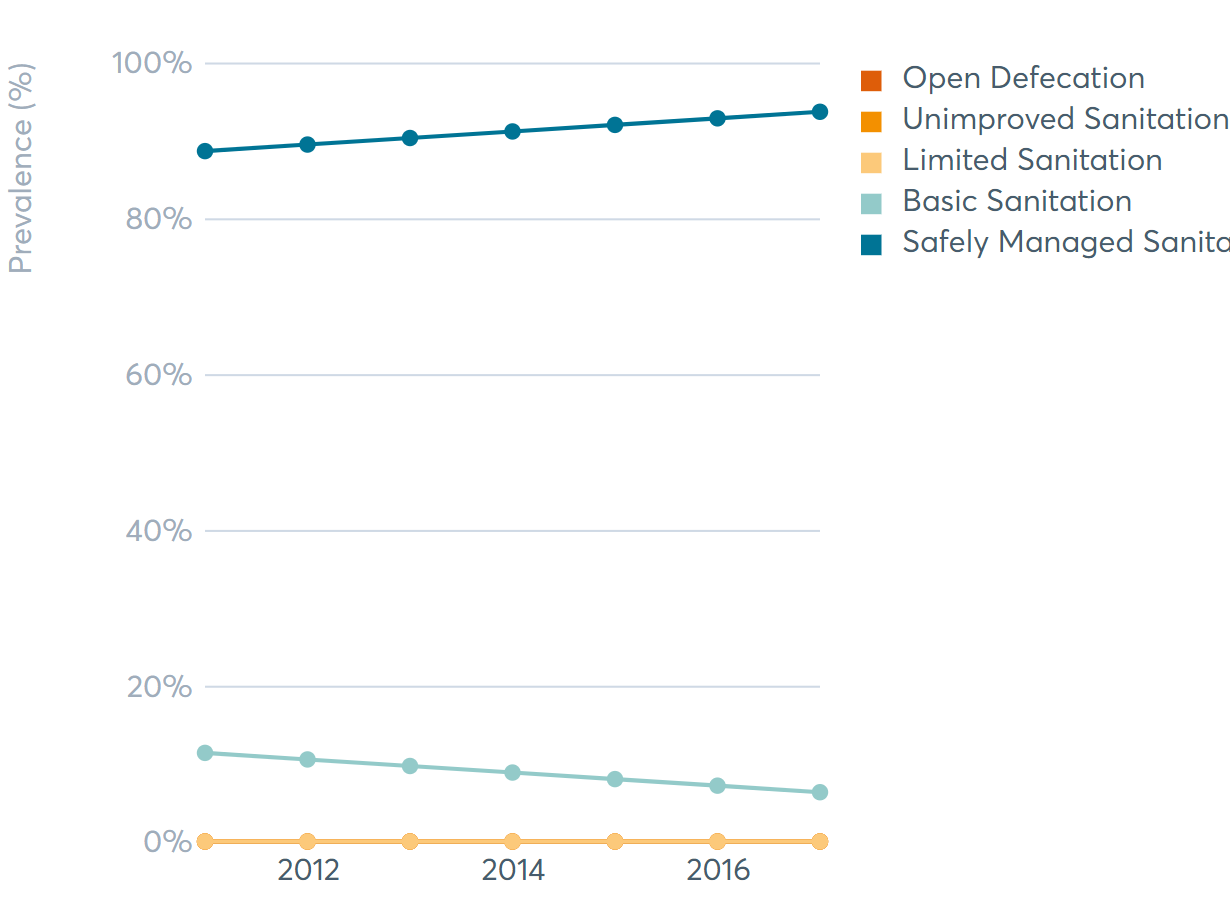 Prevalence (%)
100%
80%
60%
40%
20%
0%
2012
2014
2016
Open Defecation
Unimproved Sanitation
Limited Sanitation
Basic Sanitation
Safely Managed Sanita